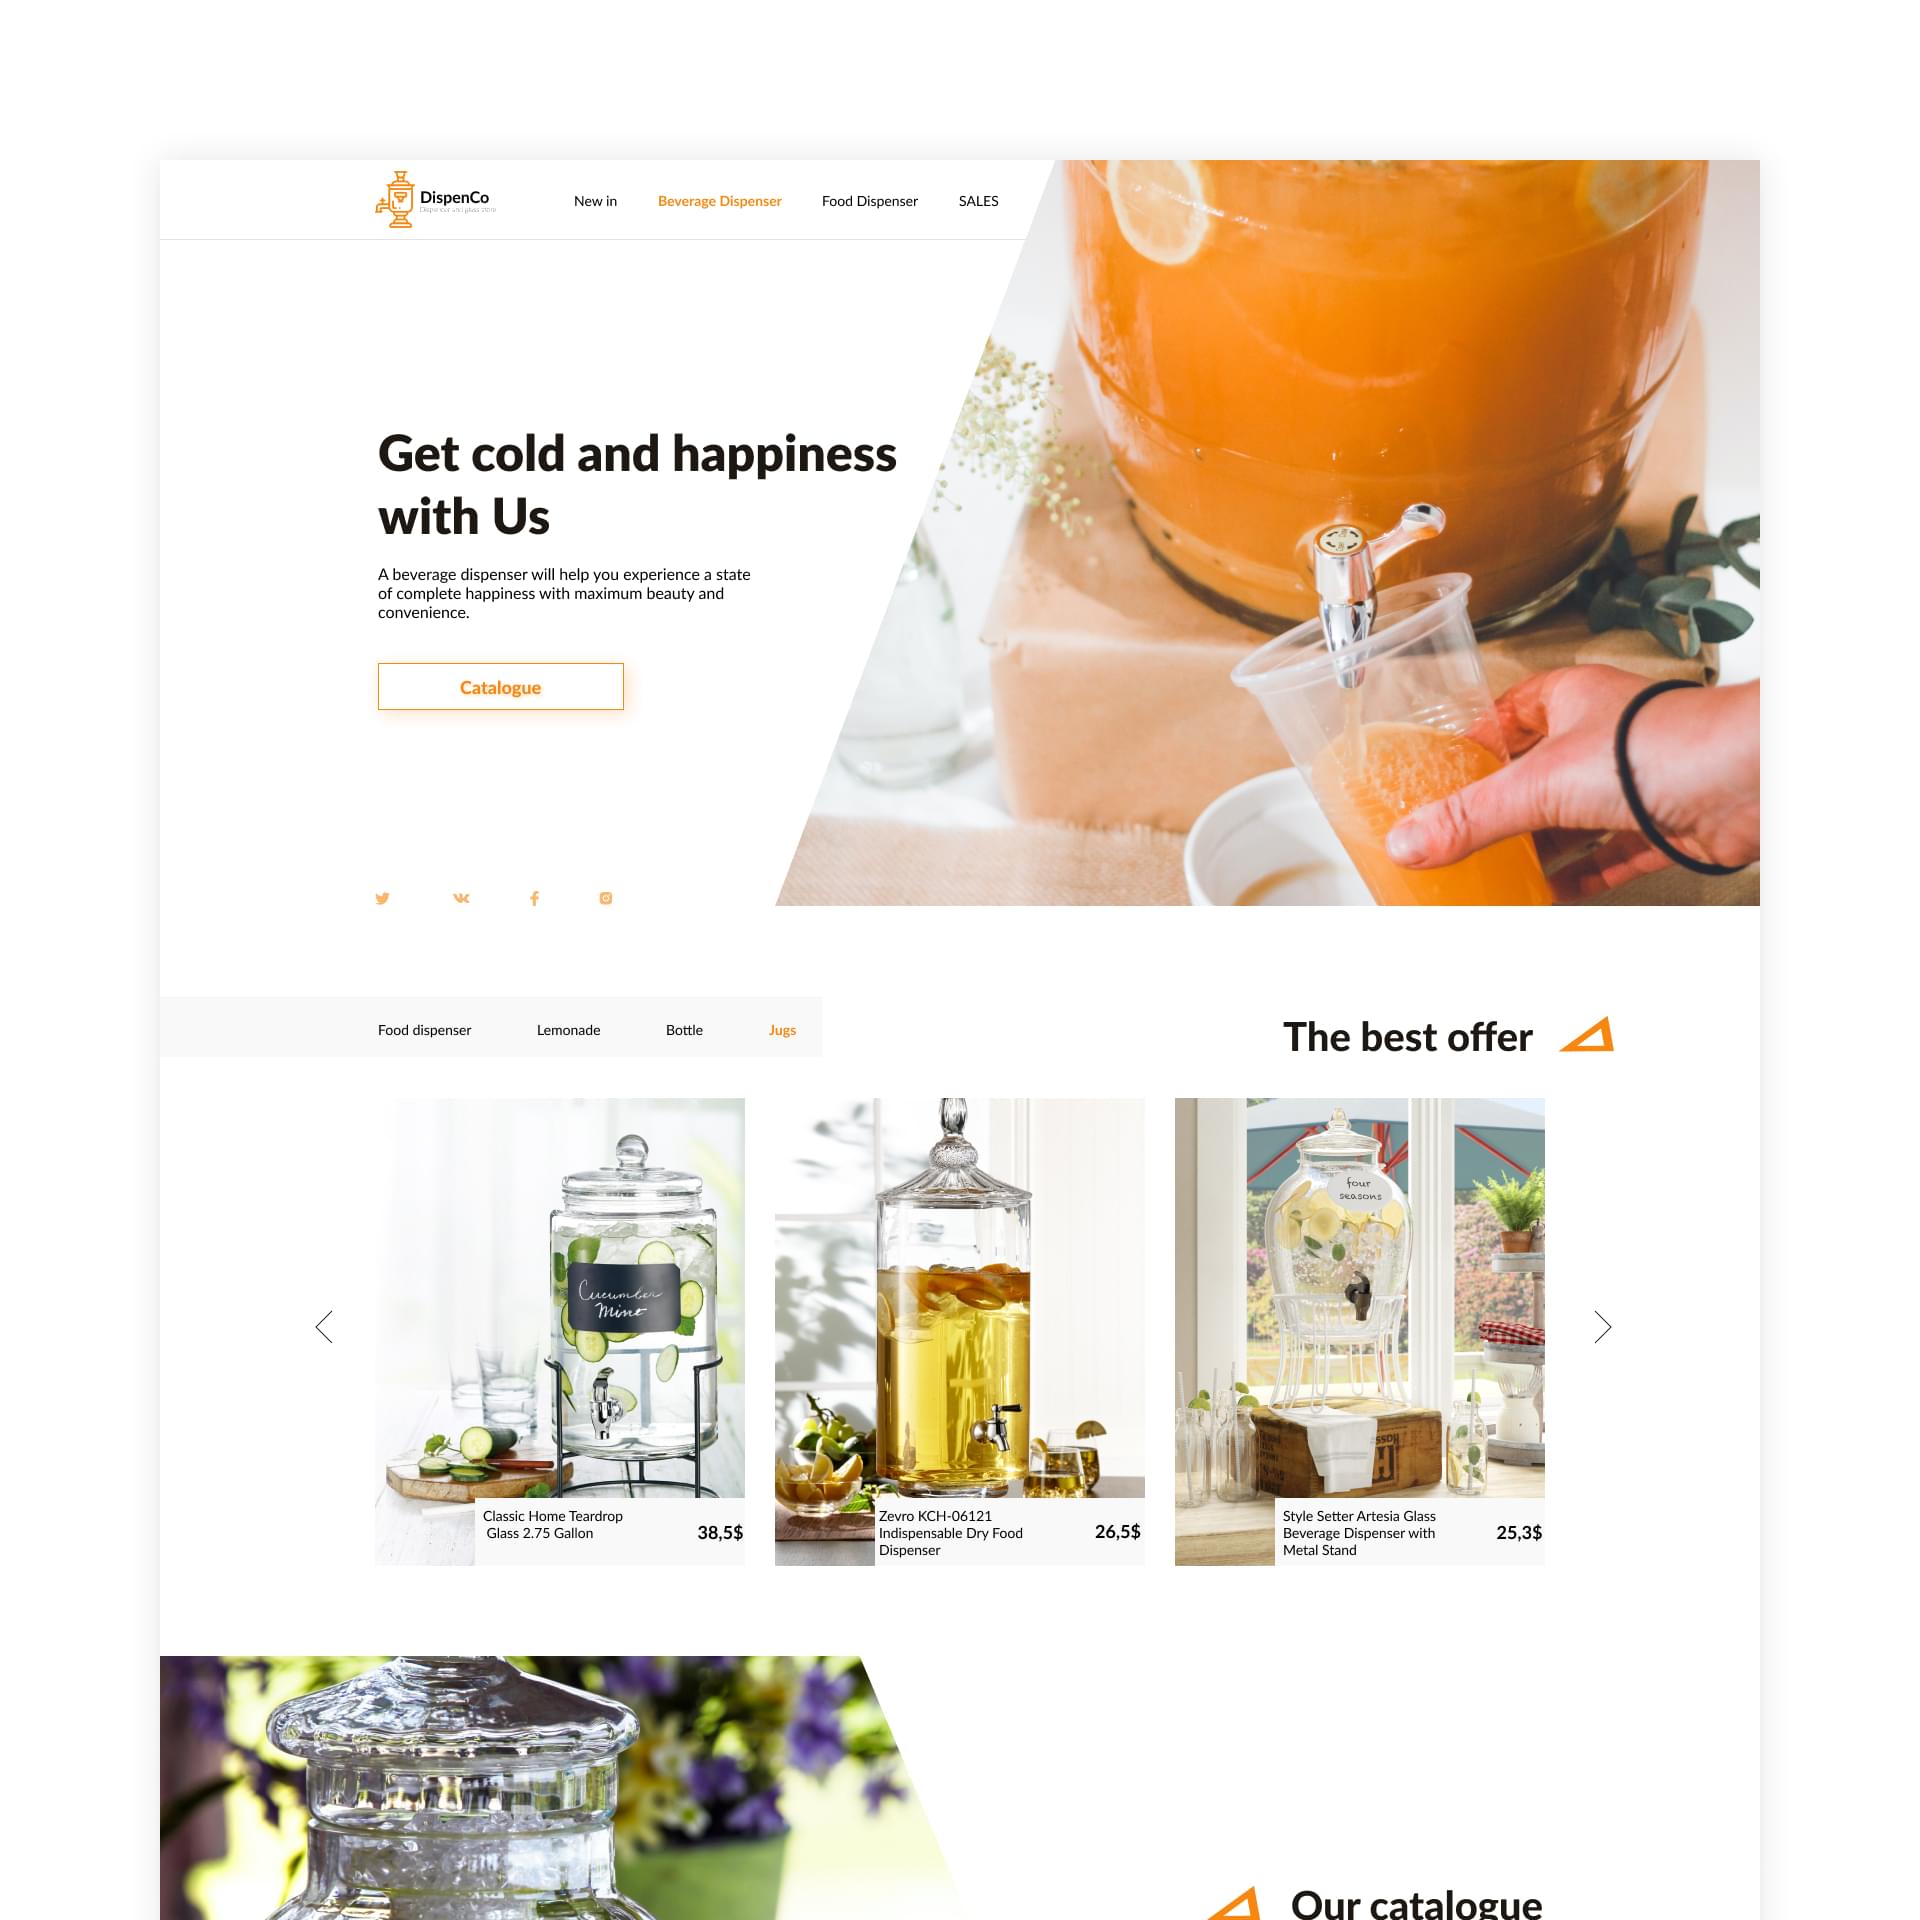 DispenCo
Dispencer and glass store
New in
Beverage Dispenser
Food Dispenser
SALES
Get cold and happiness
with Us
A beverage dispenser will help you experience a state
of complete happiness with maximum beauty and
convenience.
Catalogue
Food dispenser
Lemonade
Bottle
Jugs
The best offer
Cucumber
Mint
four
seasons
Classic Home Teardrop
Glass 2.75 Gallon
38,5$
Zevro KCH-06121
Indispensable Dry Food
Dispenser
26,5$
Style Setter Artesia Glass
Beverage Dispenser with
Metal Stand
25,3$
Our catalogue